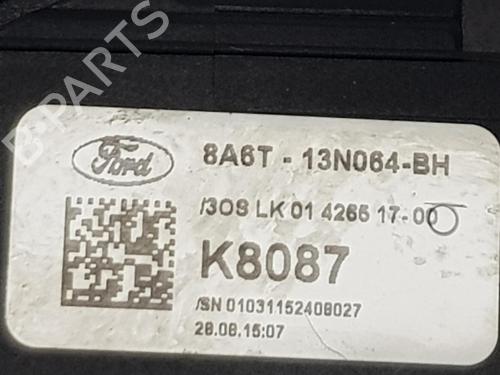 Ford
8A6T - 13N064-BH
/3OS LK 01 4265 17-00
K8087
/SN 01031152408027
28.08.15:07
B-PARTS